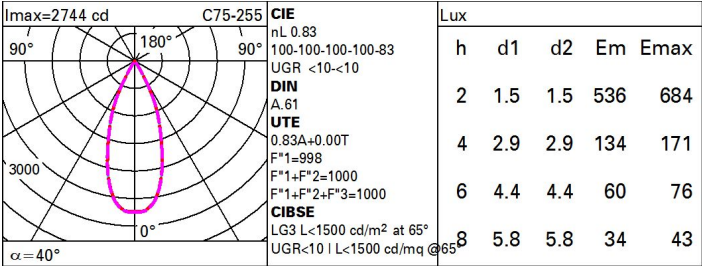 Imax=2744 cd C75-255
90° 180° 90°
3000
0°
α=40°
CIE
nL 0.83
100-100-100-100-83
UGR <10-<10
DIN
A.61
UTE
0.83A+0.00T
F"1=998
F"1+F"2=1000
F"1+F"2+F"3=1000
CIBSE
LG3 L<1500 cd/m² at 65°
UGR<10 | L<1500 cd/mq @65°
Lux
h d1 d2 Em Emax
2 1.5 1.5 536 684
4 2.9 2.9 134 171
6 4.4 4.4 60 76
8 5.8 5.8 34 43